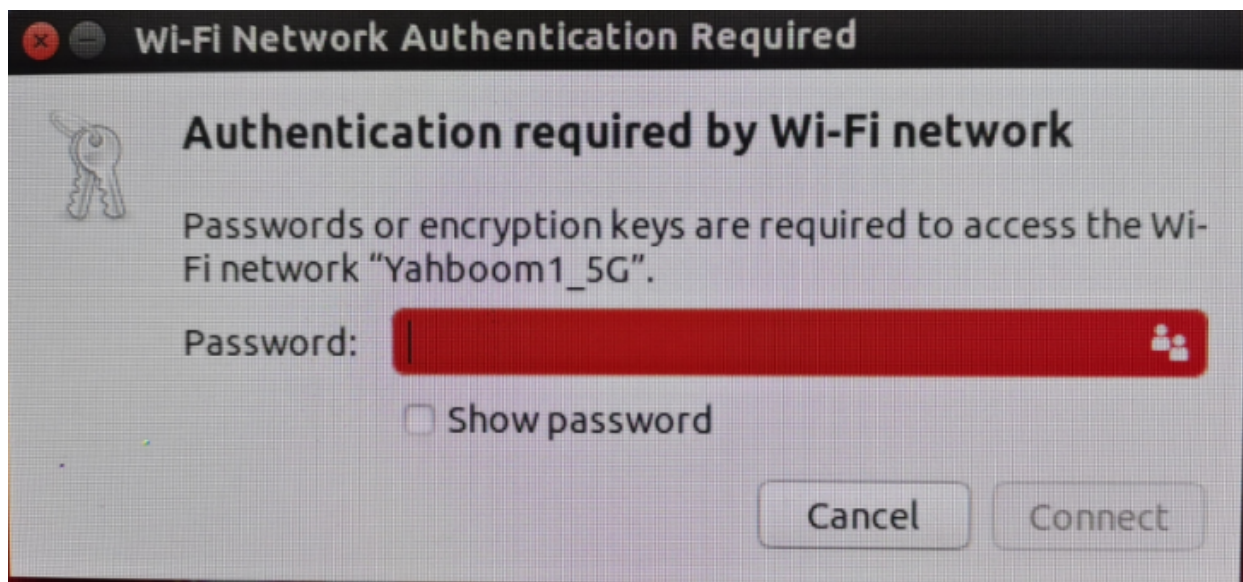 Wi-Fi Network Authentication Required
Authentication required by Wi-Fi network
Passwords or encryption keys are required to access the Wi-
Fi network “Yahboom1_5G”.
Password:
Show password
Cancel
Connect